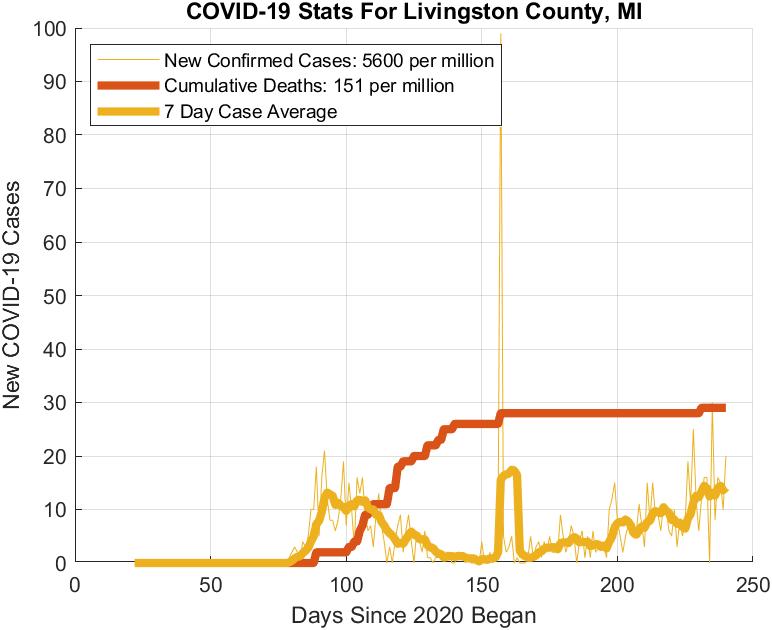 COVID-19 Stats For Livingston County, MI
New Confirmed Cases: 5600 per million
Cumulative Deaths: 151 per million
7 Day Case Average
New COVID-19 Cases
100
90
80
70
60
50
40
30
20
10
0
0 50 100 150 200 250
Days Since 2020 Began